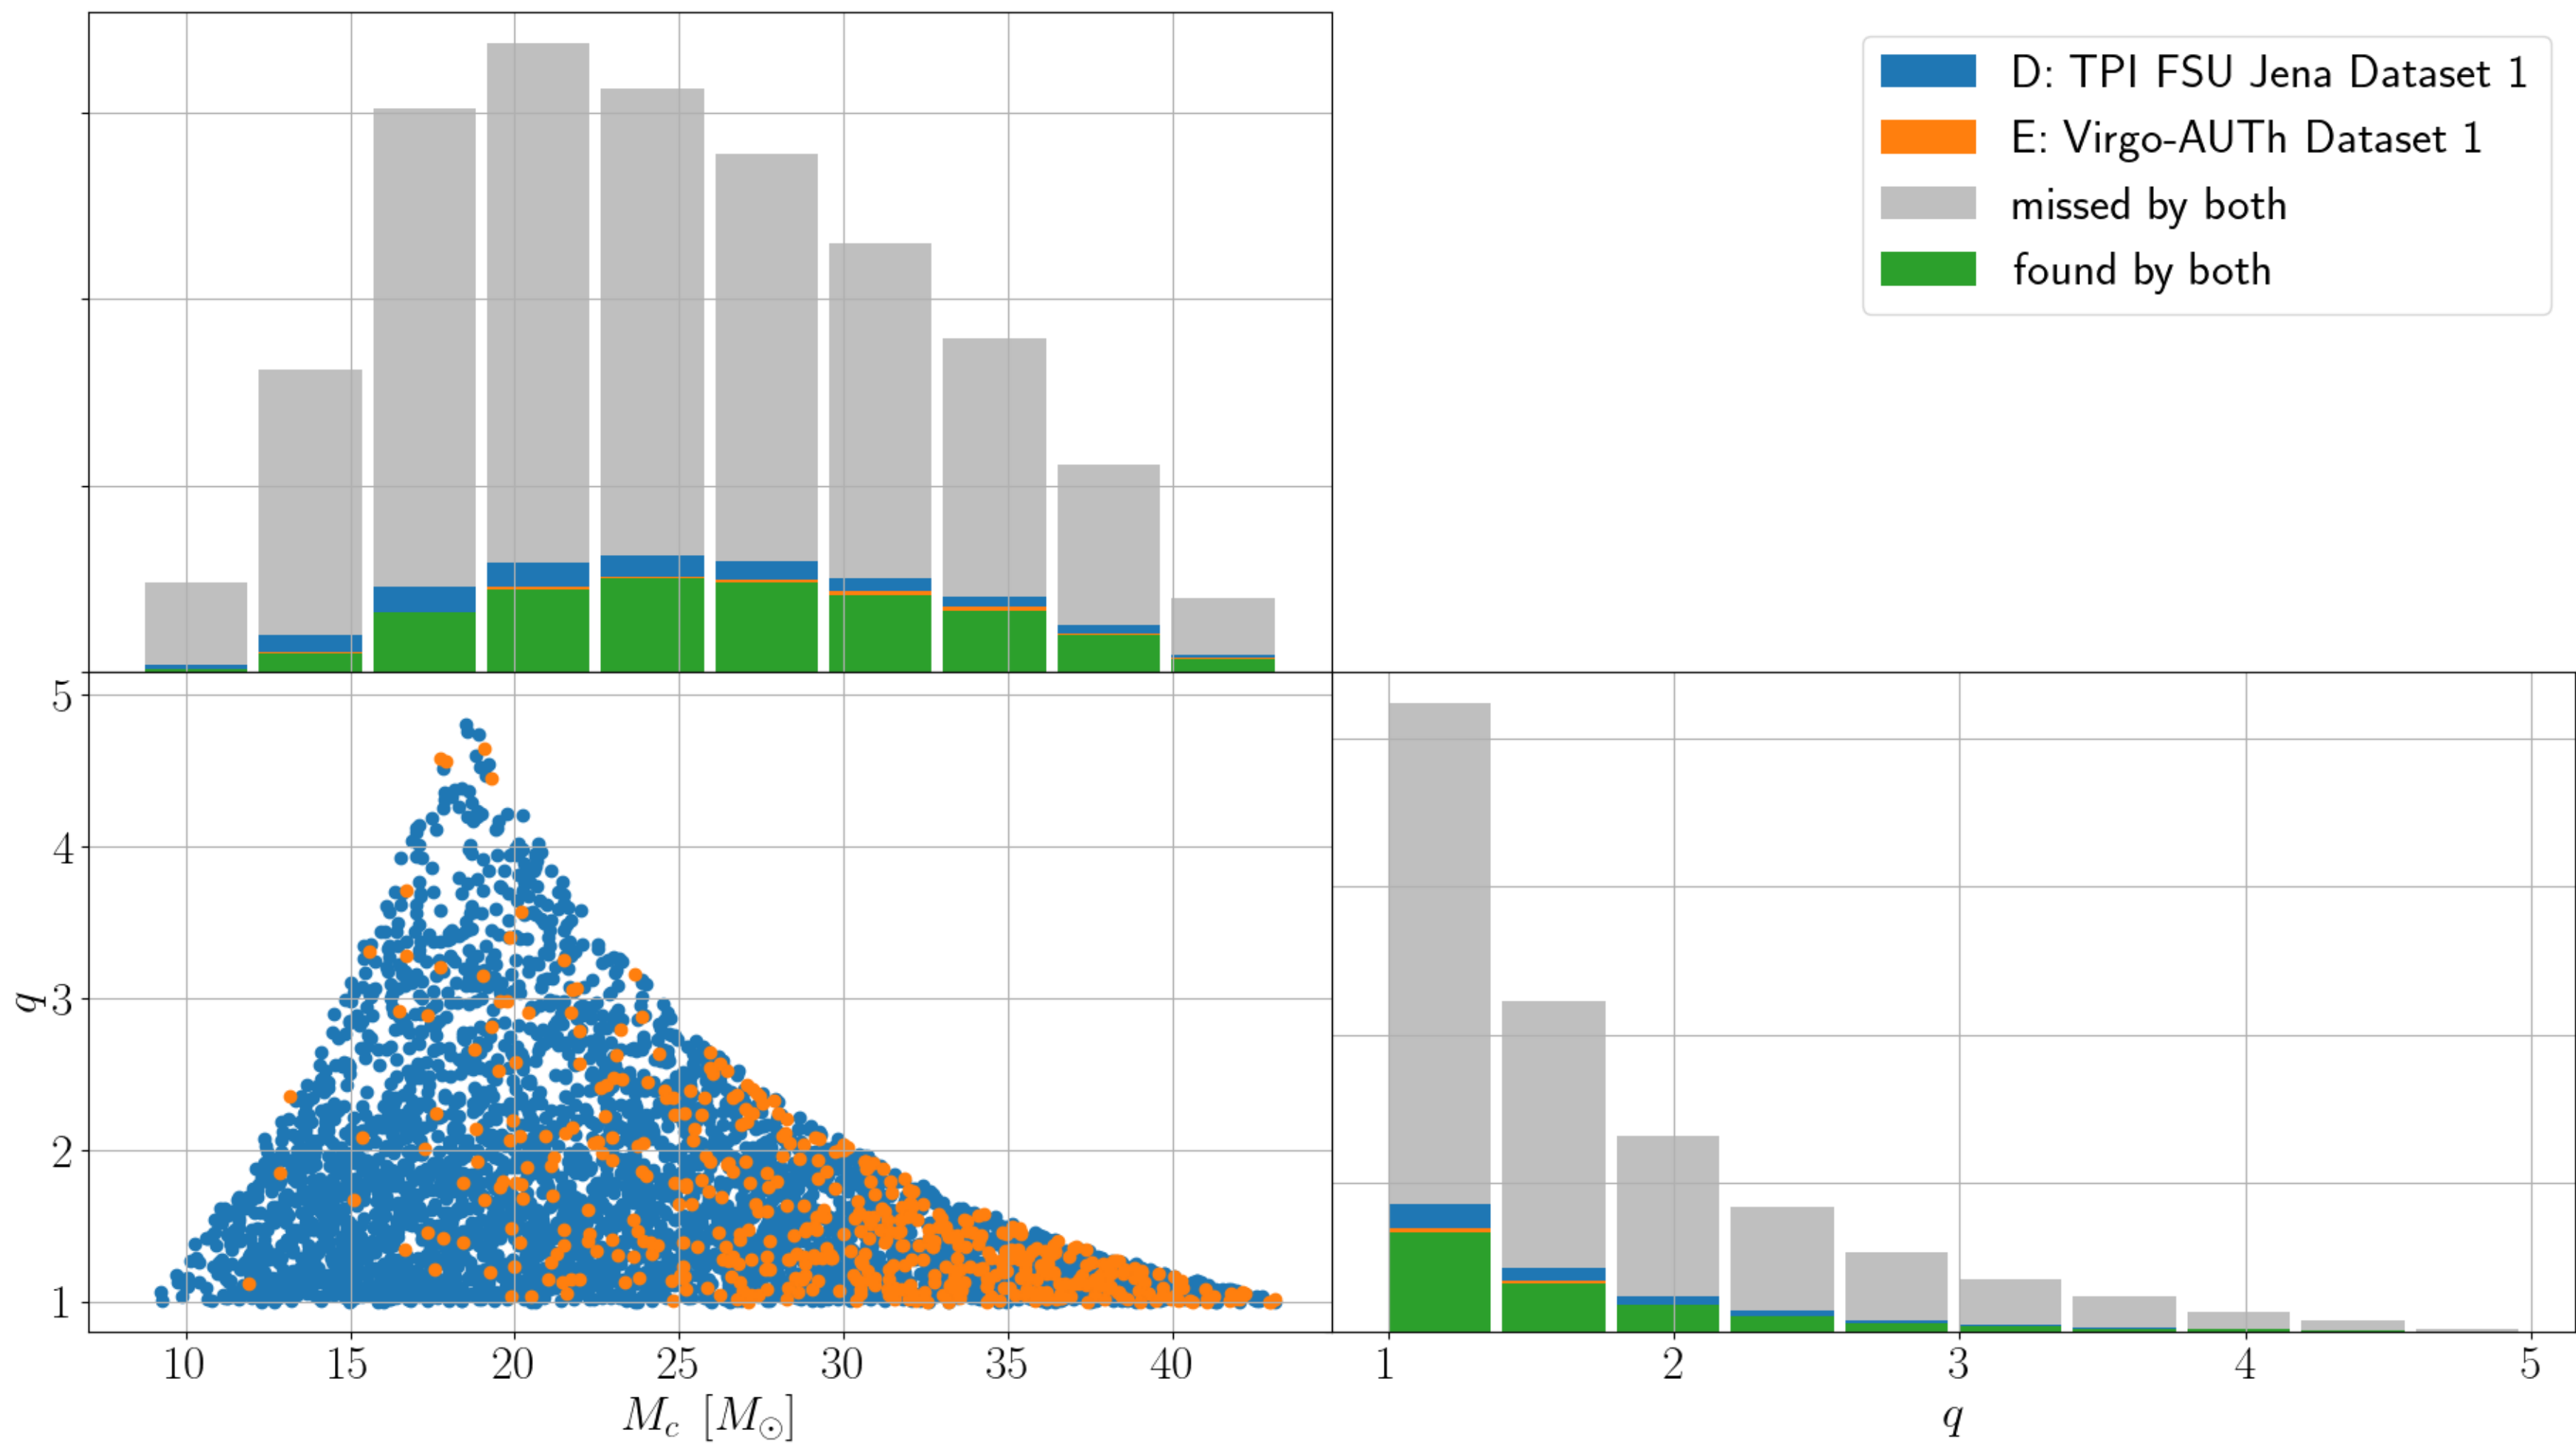 D: TPI FSU Jena Dataset 1
E: Virgo-AUTh Dataset 1
missed by both
found by both
5
4
3
2
1
q
10 15 20 25 30 35 40
M_c [M_⊙]
1 2 3 4 5
q